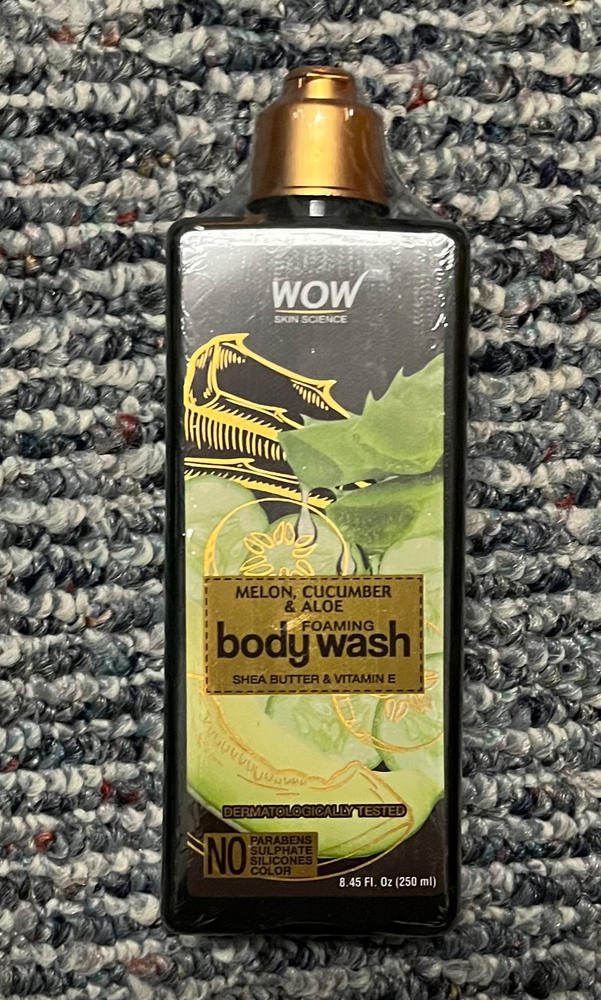 WOW
SKIN SCIENCE
MELON, CUCUMBER
& ALOE
FOAMING
body wash
SHEA BUTTER & VITAMIN E
DERMATOLOGICALLY TESTED
NO PARABENS
SULPHATE
SILICONES
COLOR
8.45 Fl. Oz (250 ml)